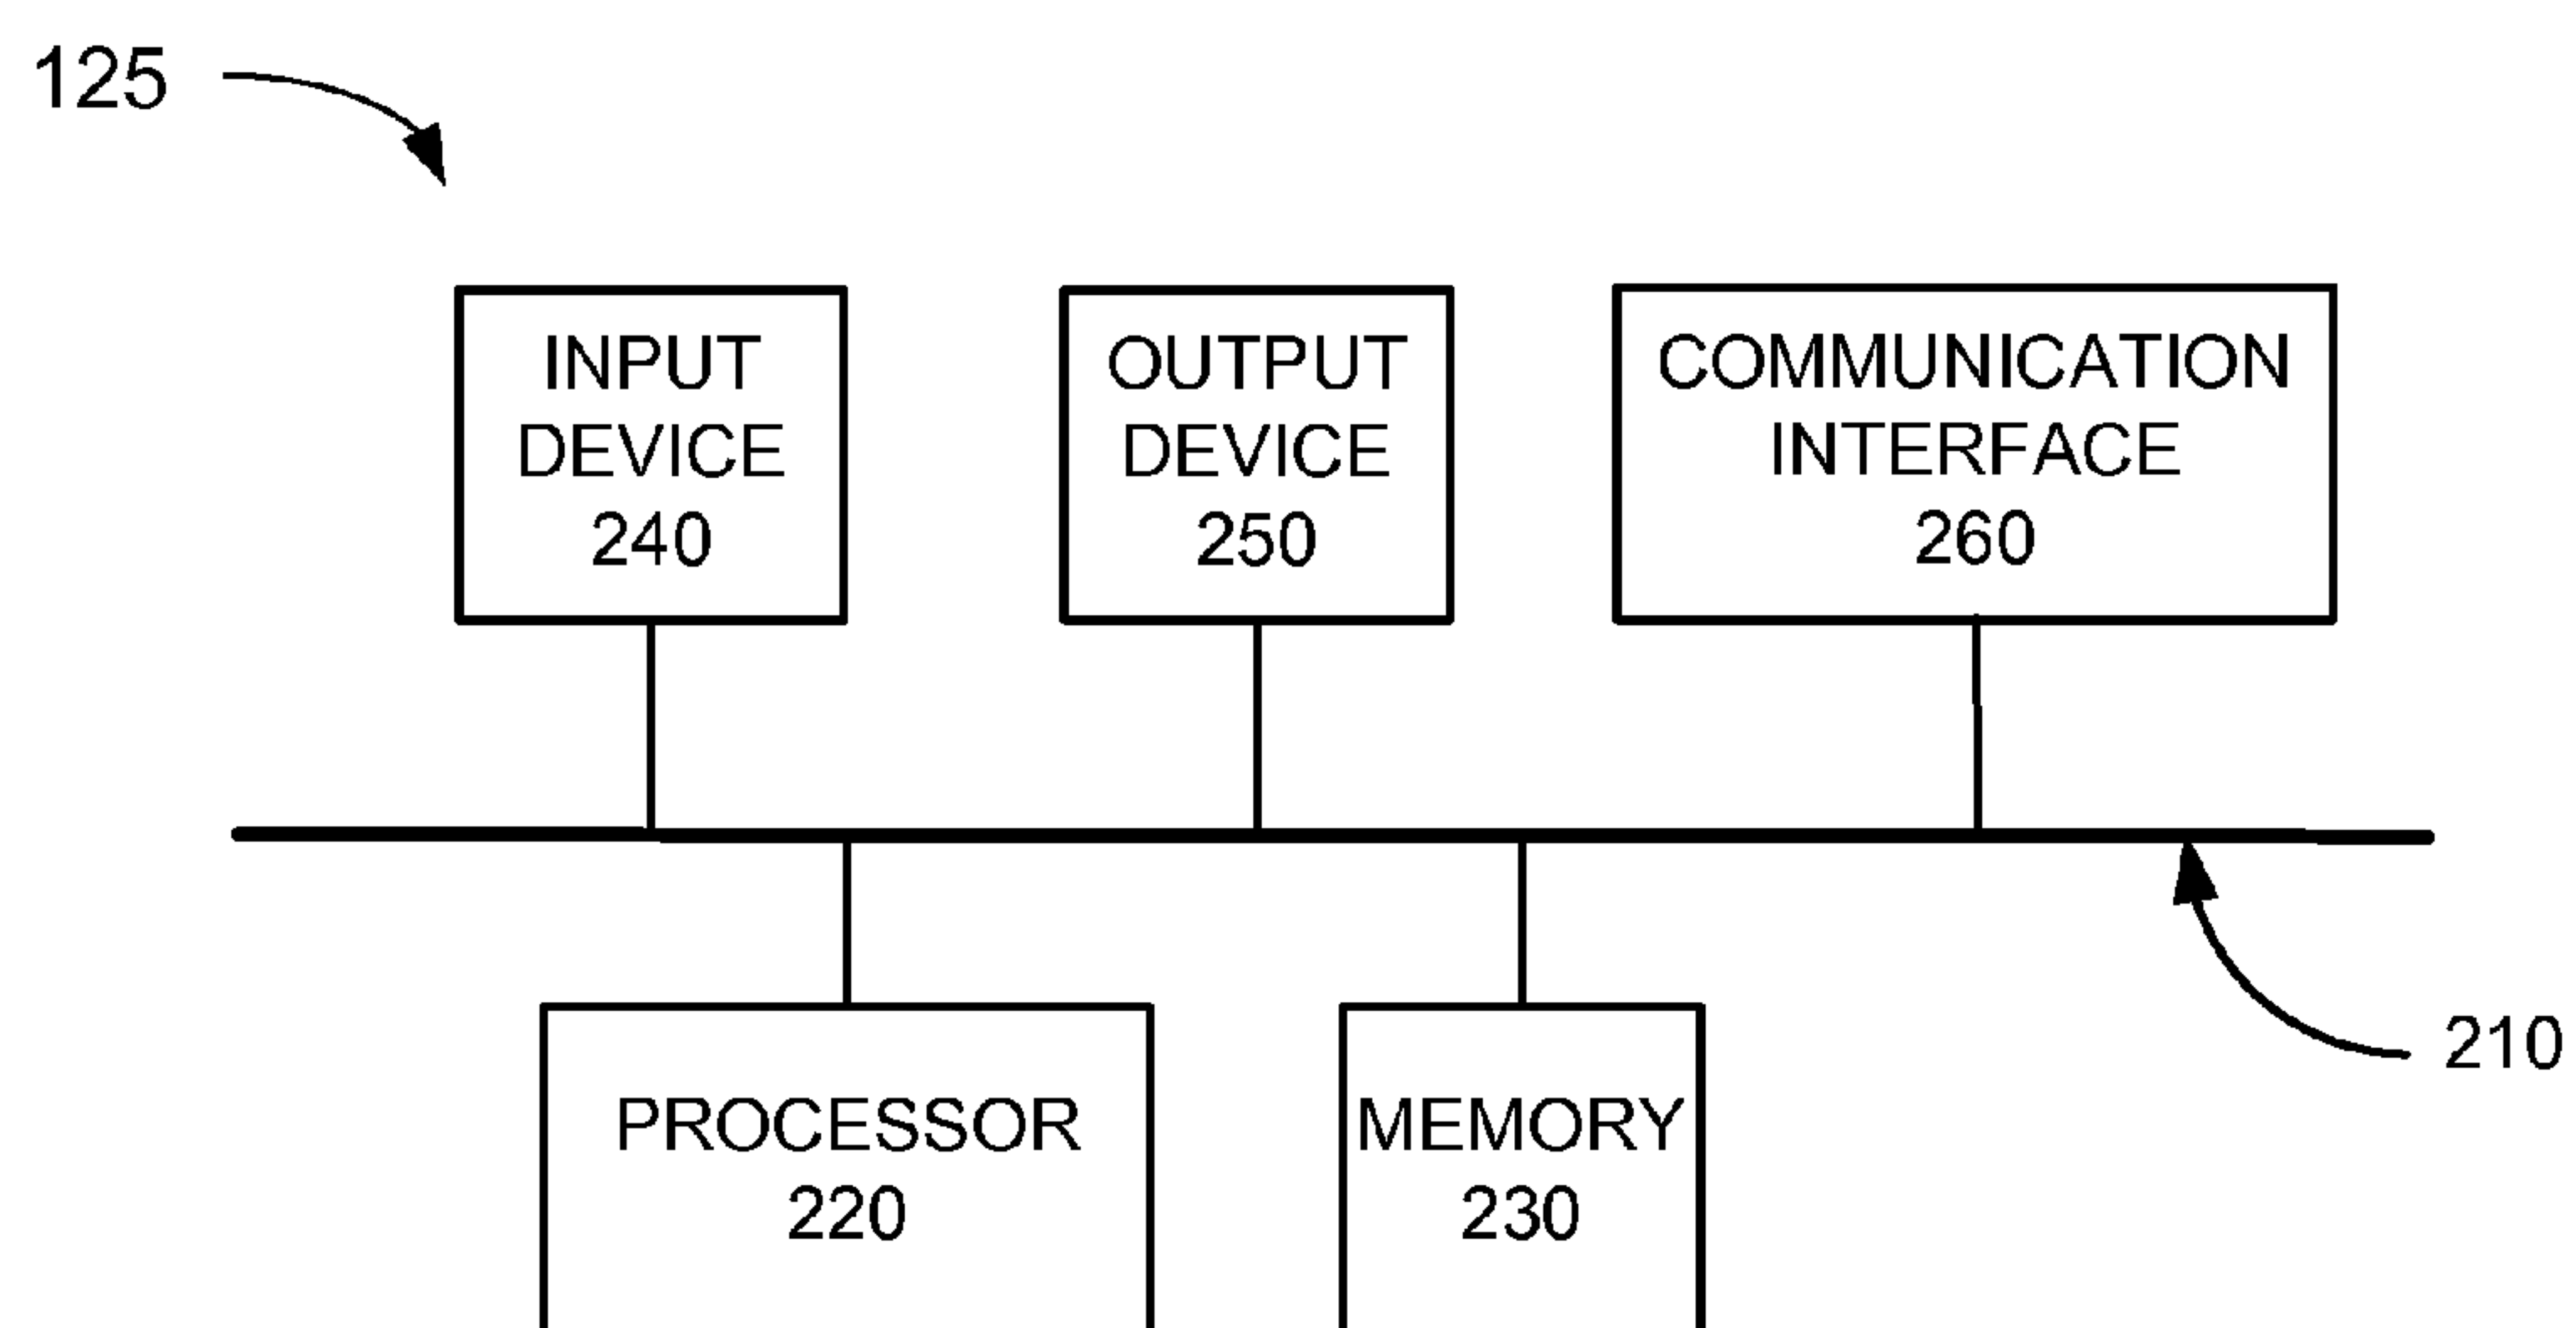 125
INPUT
DEVICE
240
OUTPUT
DEVICE
250
COMMUNICATION
INTERFACE
260
210
PROCESSOR
220
MEMORY
230